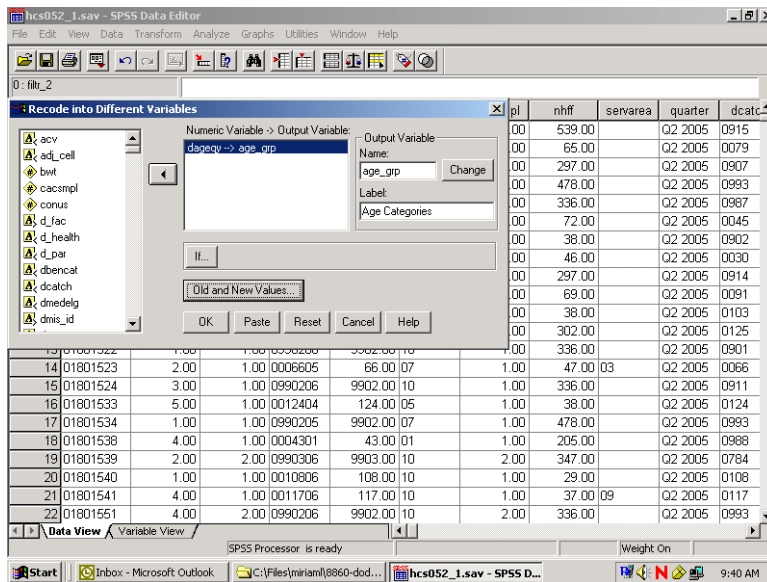 hcs052_1.sav - SPSS Data Editor
File Edit View Data Transform Analyze Graphs Utilities Window Help
0 : filtr_2
Recode into Different Variables
acv
adj_cell
bwt
cacsmpl
conus
d_fac
d_health
d_par
dbencat
dcatch
dmedelg
dmis_id
Numeric Variable -> Output Variable:
dageqy --> age_grp
Output Variable
Name:
age_grp
Change
Label:
Age Categories
If...
Old and New Values...
OK Paste Reset Cancel Help
pl nhff servarea quarter dcatc
.00 539.00 Q2 2005 0915
.00 65.00 Q2 2005 0079
.00 297.00 Q2 2005 0907
.00 478.00 Q2 2005 0993
.00 336.00 Q2 2005 0987
.00 72.00 Q2 2005 0045
.00 38.00 Q2 2005 0902
.00 46.00 Q2 2005 0030
.00 297.00 Q2 2005 0914
.00 69.00 Q2 2005 0091
.00 38.00 Q2 2005 0103
.00 302.00 Q2 2005 0125
336.00 Q2 2005 0901
14 01801523 2.00 1.00 0006605 66.00 07 1.00 47.00 03 Q2 2005 0066
15 01801524 3.00 1.00 0990206 9902.00 10 1.00 336.00 Q2 2005 0911
16 01801533 5.00 1.00 0012404 124.00 05 1.00 38.00 Q2 2005 0124
17 01801534 1.00 1.00 0990205 9902.00 07 1.00 478.00 Q2 2005 0993
18 01801538 4.00 1.00 0004301 43.00 01 1.00 205.00 Q2 2005 0988
19 01801539 2.00 2.00 0990306 9903.00 10 2.00 347.00 Q2 2005 0784
20 01801540 1.00 1.00 0010806 108.00 10 1.00 29.00 Q2 2005 0108
21 01801541 4.00 1.00 0011706 117.00 10 1.00 37.00 09 Q2 2005 0117
22 01801551 4.00 2.00 0990206 9902.00 10 2.00 336.00 Q2 2005 0993
Data View Variable View
SPSS Processor is ready Weight On
Start Inbox - Microsoft Outlook C:\Files\miriaml\8860-dod... hcs052_1.sav - SPSS D... 9:40 AM